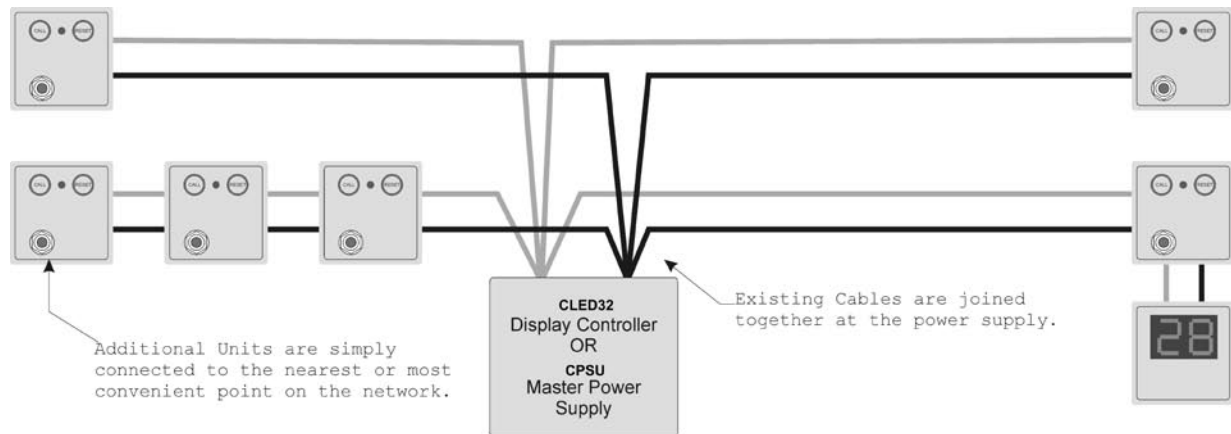 CALL RESET
CALL RESET
CALL RESET
CALL RESET
CALL RESET
CALL RESET
Additional Units are simply
connected to the nearest or most
convenient point on the network.
CLED32
Display Controller
OR
CPSU
Master Power
Supply
Existing Cables are joined
together at the power supply.
28